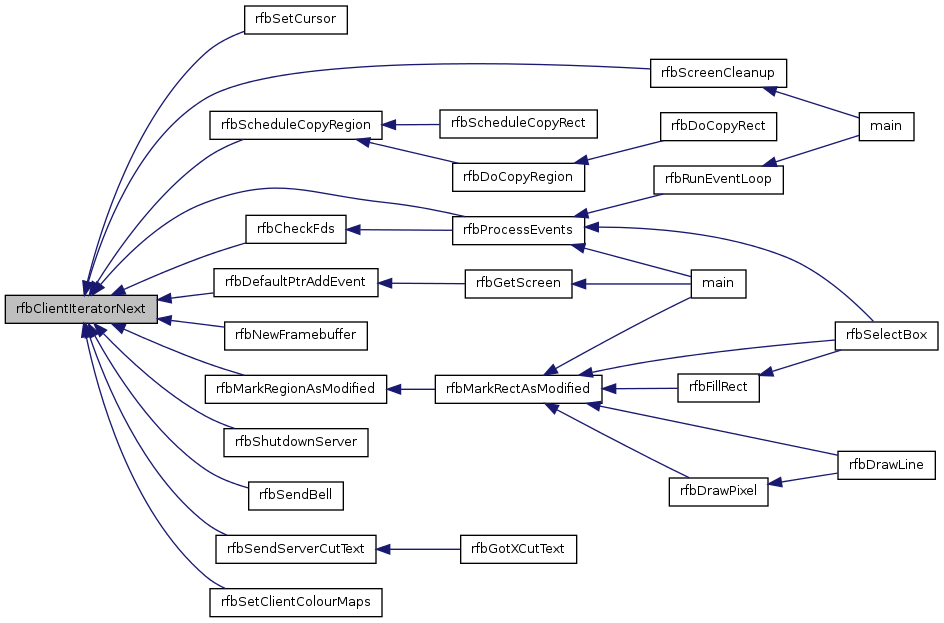 rfbSetCursor
rfbScreenCleanup
rfbScheduleCopyRegion
rfbScheduleCopyRect
rfbDoCopyRect
main
rfbDoCopyRegion
rfbRunEventLoop
rfbCheckFds
rfbProcessEvents
rfbDefaultPtrAddEvent
rfbGetScreen
main
rfbClientIteratorNext
rfbNewFramebuffer
rfbSelectBox
rfbMarkRegionAsModified
rfbMarkRectAsModified
rfbFillRect
rfbShutdownServer
rfbDrawLine
rfbSendBell
rfbDrawPixel
rfbSendServerCutText
rfbGotXCutText
rfbSetClientColourMaps